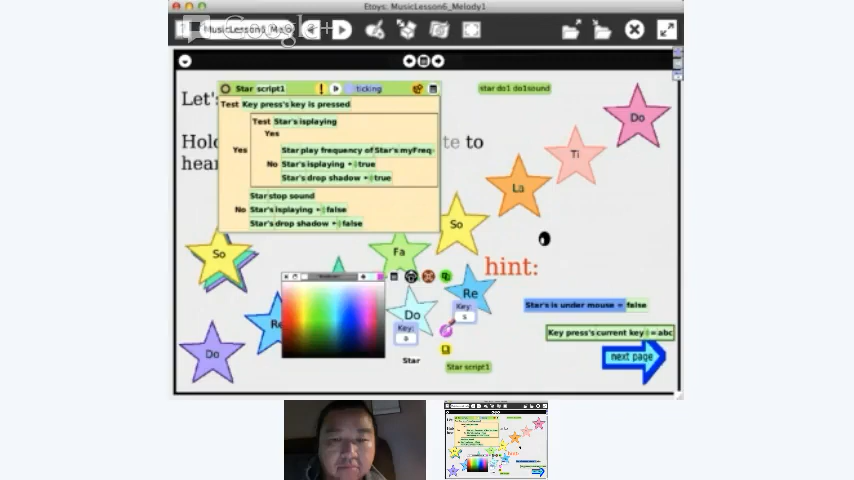 Etoys: MusicLesson6_Melody1
MusicLesson6_Melody
Google+
Star script1 ! ticking
star do1 do1sound
Let's
Test Key press's key is pressed
Test Star's isplaying
Hold
te to
Yes
Yes Star play frequency of Star's myFreq
hear
No Star's isplaying true
Star's drop shadow true
Star stop sound
No Star's isplaying false
Star's drop shadow false
Do
Ti
La
So
Fa
So
hint:
Re
Re
Do
Key:
s
Key:
Star's is under mouse = false
Key press's current key = abc
Do
Star
Star script1
next page